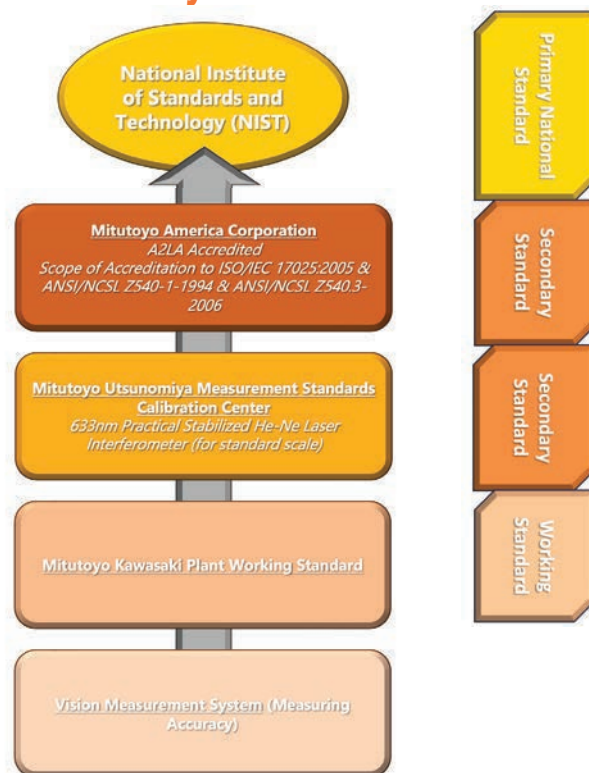 National Institute
of Standards and
Technology (NIST)
Mitutoyo America Corporation
A2LA Accredited
Scope of Accreditation to ISO/IEC 17025:2005 &
ANSI/NCSL Z540-1-1994 & ANSI/NCSL Z540.3-
2006
Mitutoyo Utsunomiya Measurement Standards
Calibration Center
633nm Practical Stabilized He-Ne Laser
Interferometer (for standard scale)
Mitutoyo Kawasaki Plant Working Standard
Vision Measurement System (Measuring
Accuracy)
Primary National
Standard
Secondary
Standard
Secondary
Standard
Working
Standard